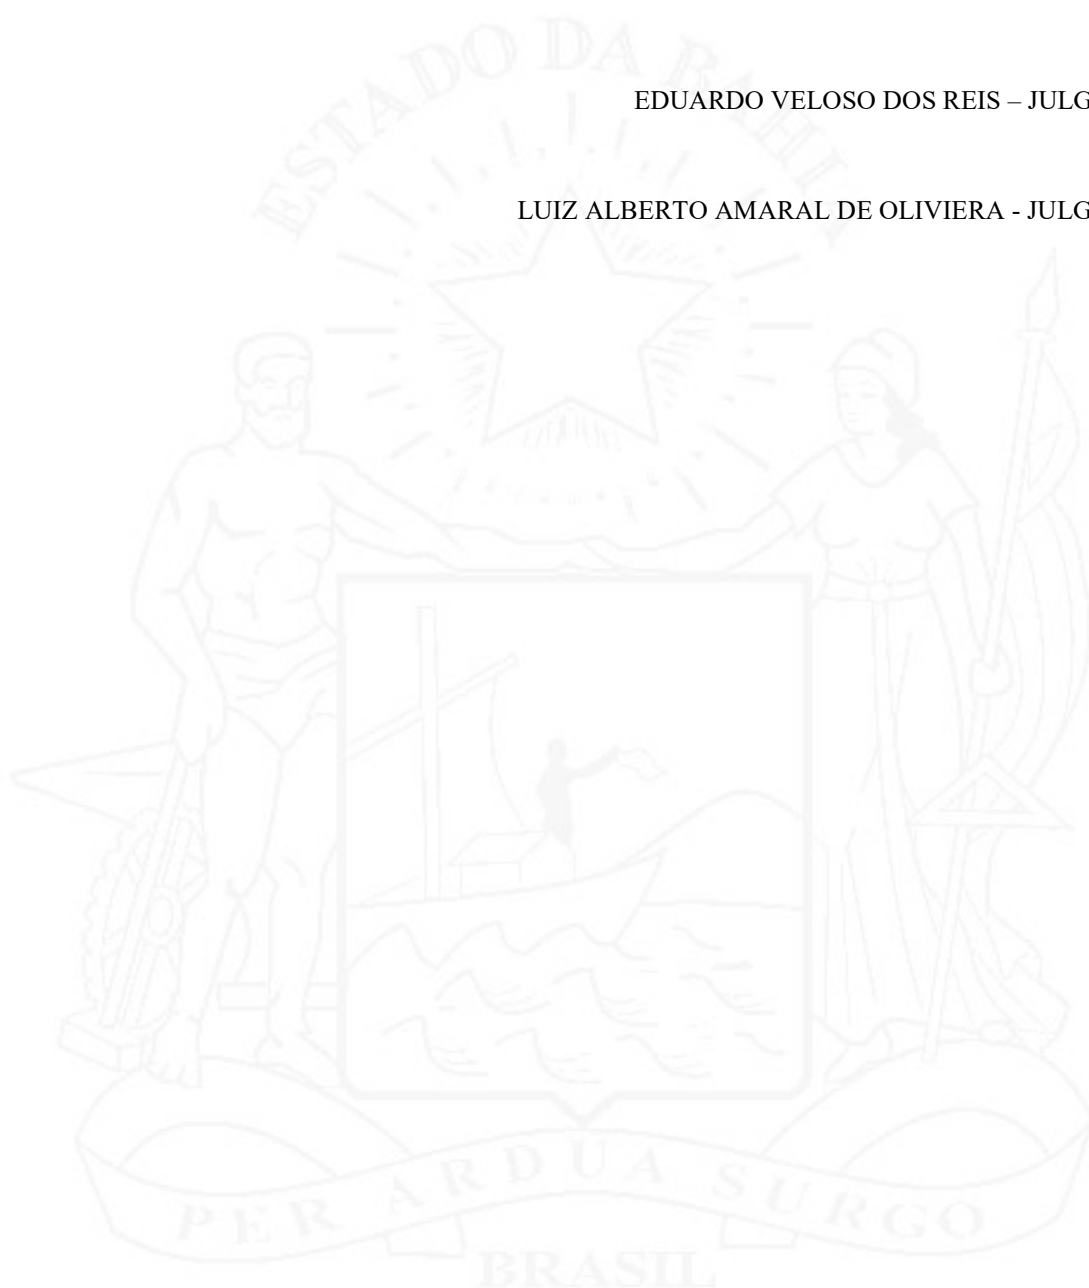 ESTADO DA BAHIA
EDUARDO VELOSO DOS REIS – JULG
LUIZ ALBERTO AMARAL DE OLIVIERA - JULG
PER ARDUA SURGO
BRASIL